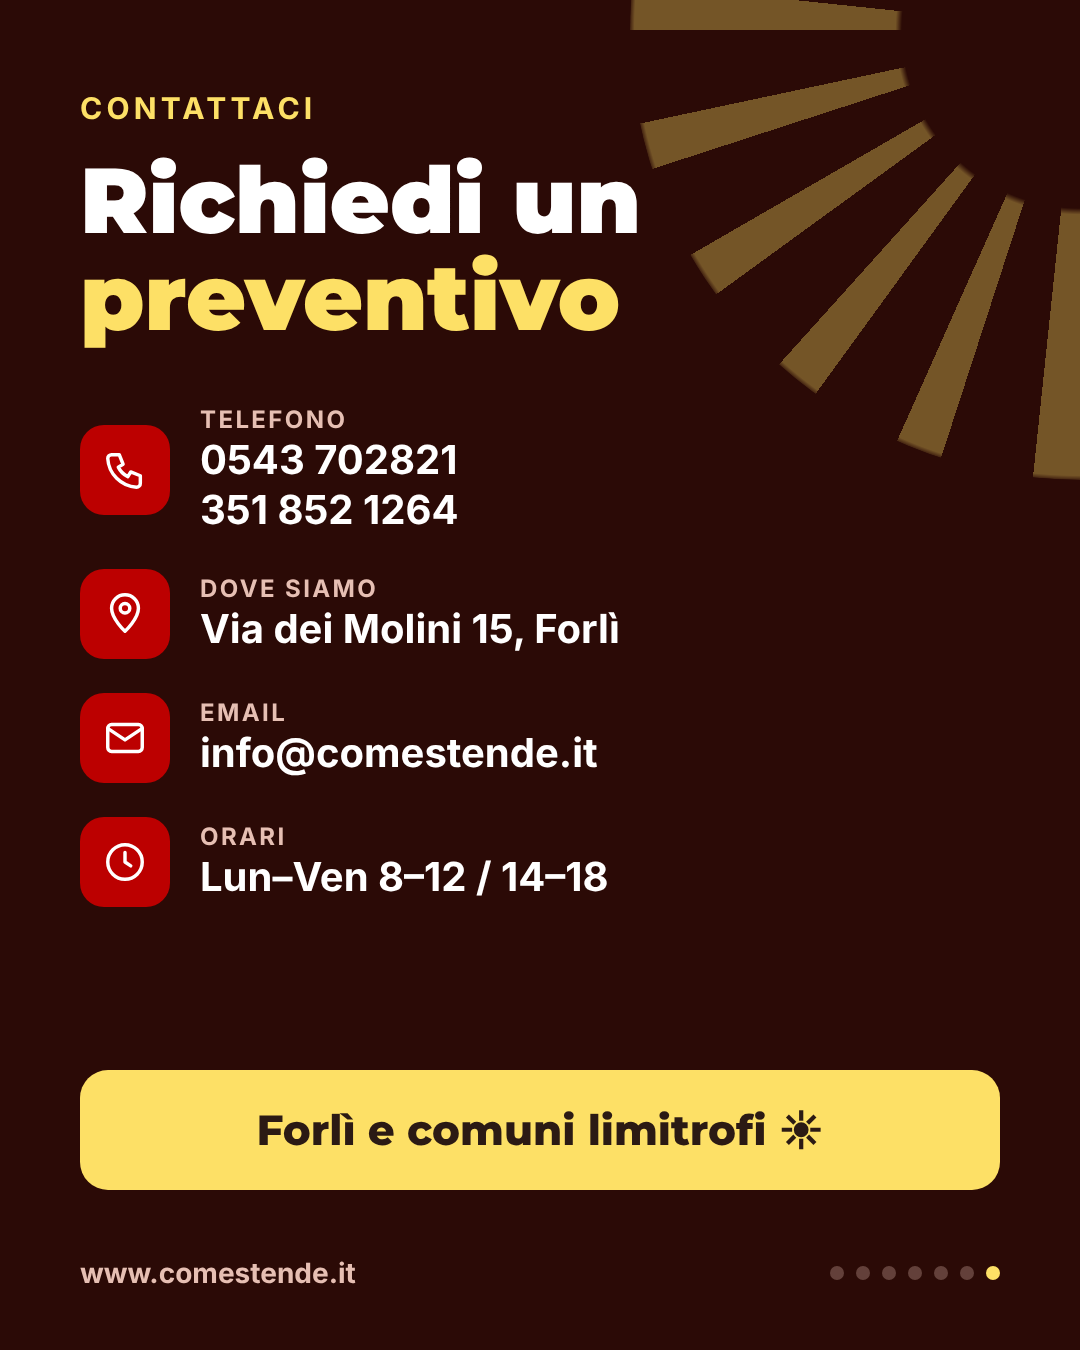 CONTATTACI
Richiedi un
preventivo
TELEFONO
0543 702821
351 852 1264
DOVE SIAMO
Via dei Molini 15, Forlì
EMAIL
info@comestende.it
ORARI
Lun–Ven 8–12 / 14–18
Forlì e comuni limitrofi ☀
www.comestende.it